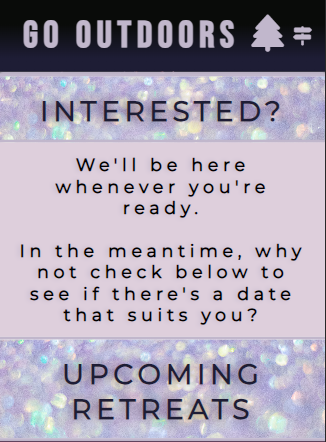 GO OUTDOORS
INTERESTED?
We'll be here
whenever you're
ready.
In the meantime, why
not check below to
see if there's a date
that suits you?
UPCOMING
RETREATS